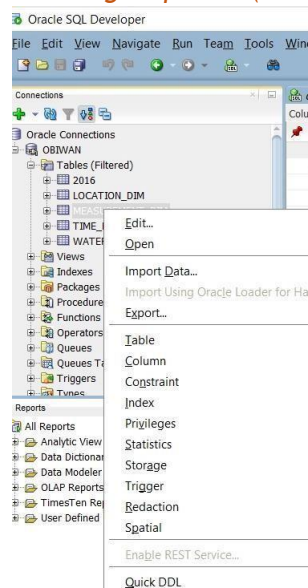 Oracle SQL Developer
File Edit View Navigate Run Team Tools
Connections
Oracle Connections
OBIWAN
Tables (Filtered)
2016
LOCATION_DIM
TIME_
WATE
Views
Indexes
Packages
Procedure
Functions
Operators
Queues
Queues Ta
Triggers
Types
Colu
Edit...
Open
Import Data...
Import Using Oracle Loader for Ha
Export...
Table
Column
Constraint
Index
Privileges
Statistics
Storage
Trigger
Redaction
Spatial
Enable REST Service...
Quick DDL
Reports
All Reports
Analytic View
Data Dictionar
Data Modeler
OLAP Reports
TimesTen Rep
User Defined